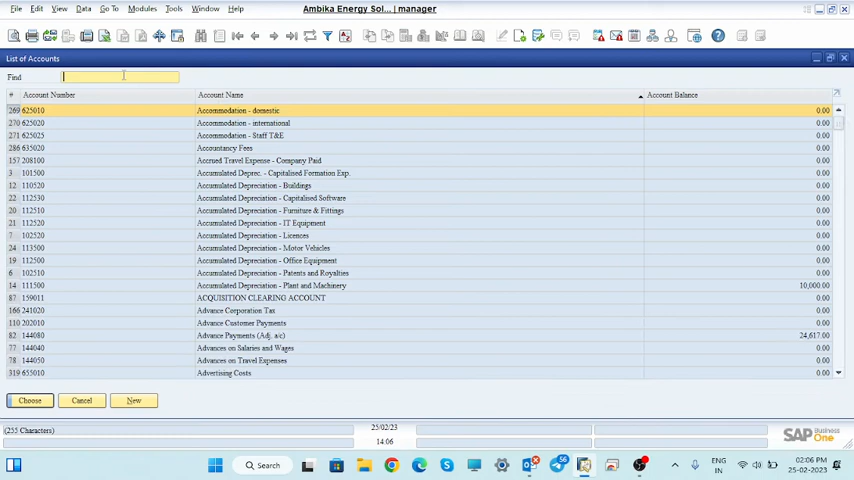 Ambika Energy Sol... | manager
File Edit View Data Go To Modules Tools Window Help
List of Accounts
Find
# Account Number Account Name Account Balance
269 625010 Accommodation - domestic 0.00
270 625020 Accommodation - international 0.00
271 625025 Accommodation - Staff T&E 0.00
286 635020 Accountancy Fees 0.00
157 208100 Accrued Travel Expense - Company Paid 0.00
3 101500 Accumulated Deprec. - Capitalised Formation Exp. 0.00
12 110520 Accumulated Depreciation - Buildings 0.00
22 112530 Accumulated Depreciation - Capitalised Software 0.00
20 112510 Accumulated Depreciation - Furniture & Fittings 0.00
21 112520 Accumulated Depreciation - IT Equipment 0.00
7 102520 Accumulated Depreciation - Licences 0.00
24 113500 Accumulated Depreciation - Motor Vehicles 0.00
19 112500 Accumulated Depreciation - Office Equipment 0.00
6 102510 Accumulated Depreciation - Patents and Royalties 0.00
14 111500 Accumulated Depreciation - Plant and Machinery 10,000.00
87 159011 ACQUISITION CLEARING ACCOUNT 0.00
166 241020 Advance Corporation Tax 0.00
110 202010 Advance Customer Payments 0.00
82 144080 Advance Payments (Adj. a/c) 24,617.00
77 144040 Advances on Salaries and Wages 0.00
78 144050 Advances on Travel Expenses 0.00
319 655010 Advertising Costs 0.00
Choose Cancel New
(255 Characters) 25/02/23
14:06
SAP Business One
Search 56 ENG IN 02:06 PM 25-02-2023